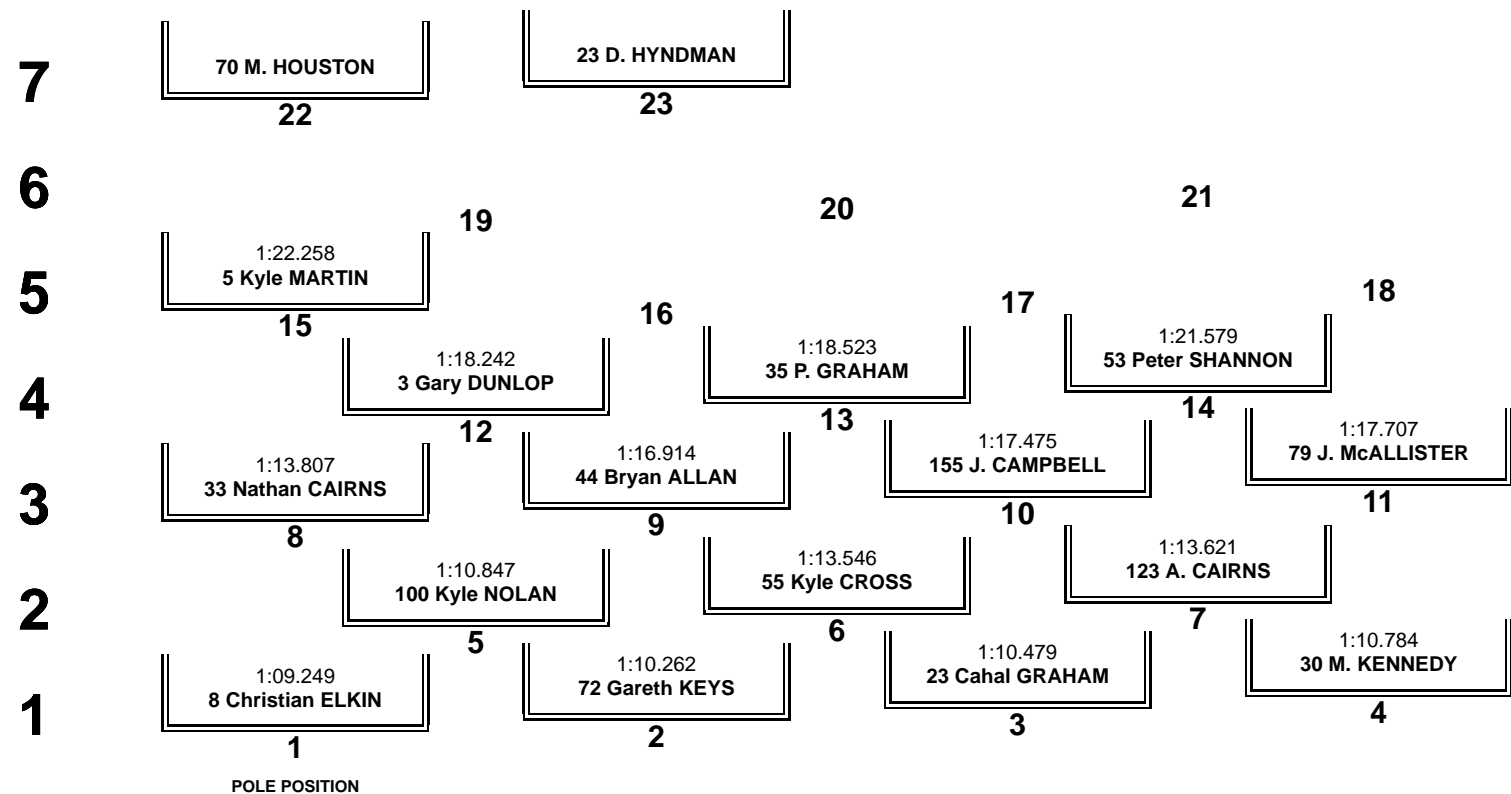 7
70 M. HOUSTON
22
23 D. HYNDMAN
23
6
19
20
21
5
1:22.258
5 Kyle MARTIN
15
16
17
18
4
1:18.242
3 Gary DUNLOP
12
1:18.523
35 P. GRAHAM
13
1:21.579
53 Peter SHANNON
14
3
1:13.807
33 Nathan CAIRNS
8
1:16.914
44 Bryan ALLAN
9
1:17.475
155 J. CAMPBELL
10
1:17.707
79 J. McALLISTER
11
2
1:10.847
100 Kyle NOLAN
5
1:13.546
55 Kyle CROSS
6
1:13.621
123 A. CAIRNS
7
1
1:09.249
8 Christian ELKIN
1
1:10.262
72 Gareth KEYS
2
1:10.479
23 Cahal GRAHAM
3
1:10.784
30 M. KENNEDY
4
POLE POSITION